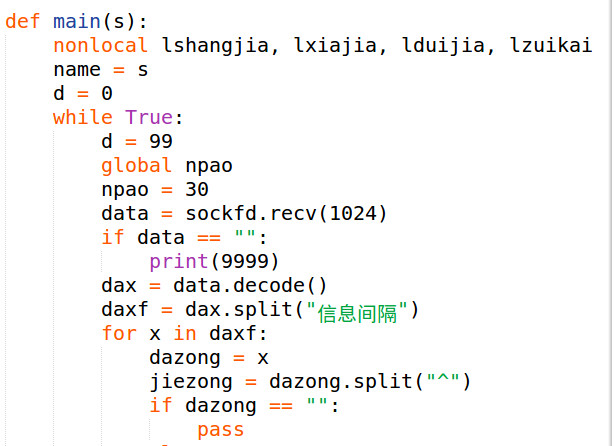 def main(s):
    nonlocal lshangjia, lxiajia, lduijia, lzuikai
    name = s
    d = 0
    while True:
        d = 99
        global npao
        npao = 30
        data = sockfd.recv(1024)
        if data == "":
            print(9999)
        dax = data.decode()
        daxf = dax.split("信息间隔")
        for x in daxf:
            dazong = x
            jiezong = dazong.split("^")
            if dazong == "":
                pass